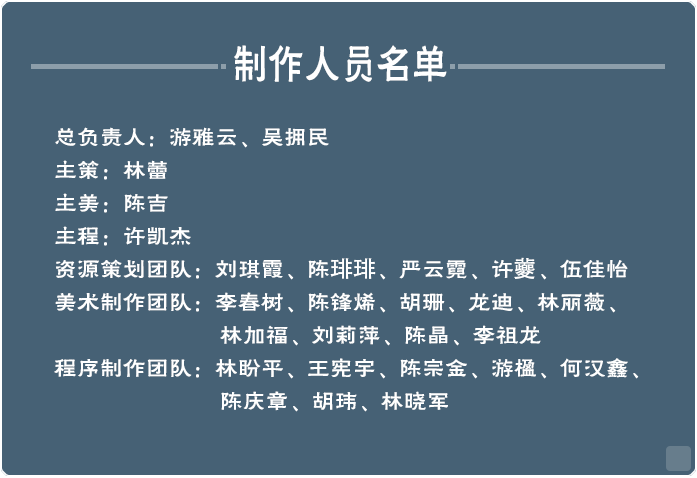 制作人员名单
总负责人：游雅云、吴拥民
主策：林蕾
主美：陈吉
主程：许凯杰
资源策划团队：刘琪霞、陈琲琲、严云霓、许夔、伍佳怡
美术制作团队：李春树、陈锋烯、胡珊、龙迪、林丽薇、
林加福、刘莉萍、陈晶、李祖龙
程序制作团队：林盼平、王宪宇、陈宗金、游楹、何汉鑫、
陈庆章、胡玮、林晓军